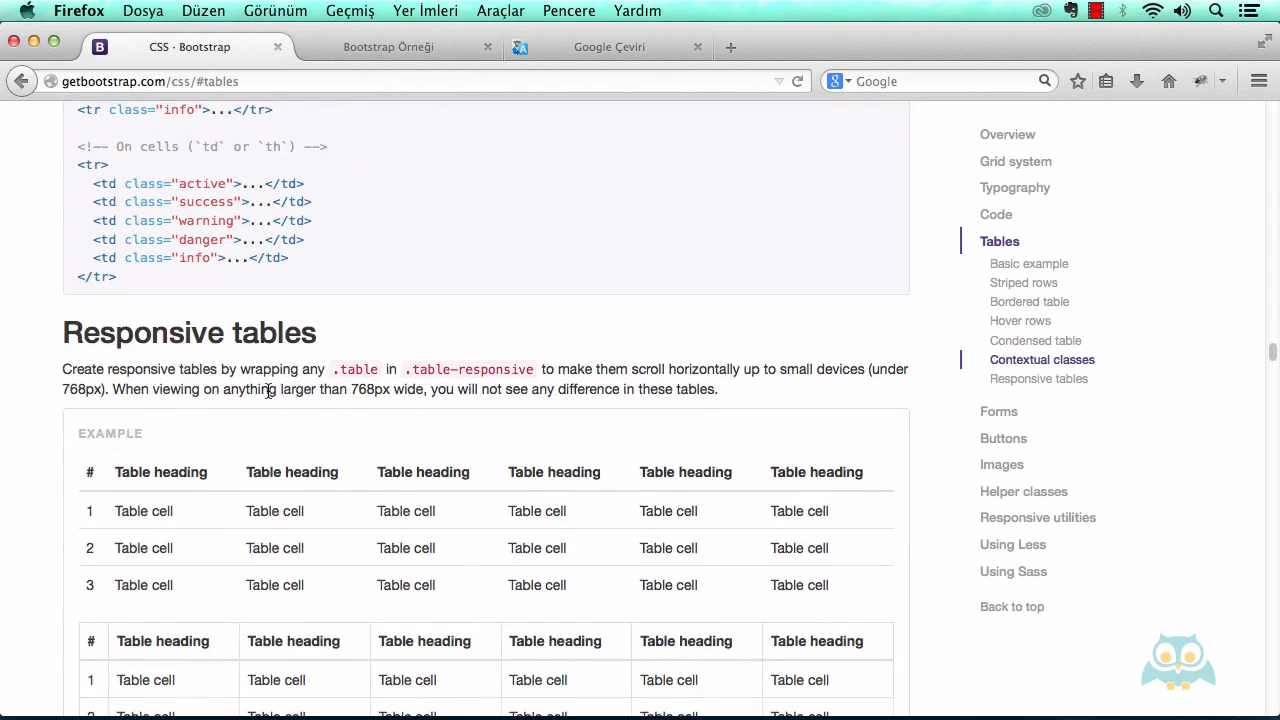 Firefox Dosya Düzen Görünüm Geçmiş Yer İmleri Araçlar Pencere Yardım
CSS · Bootstrap Bootstrap Örneği Google Çeviri
getbootstrap.com/css/#tables Google
<tr class="info">...</tr>
<!-- On cells (`td` or `th`) -->
<tr>
<td class="active">...</td>
<td class="success">...</td>
<td class="warning">...</td>
<td class="danger">...</td>
<td class="info">...</td>
</tr>
Responsive tables
Create responsive tables by wrapping any .table in .table-responsive to make them scroll horizontally up to small devices (under
768px). When viewing on anything larger than 768px wide, you will not see any difference in these tables.
EXAMPLE
# Table heading Table heading Table heading Table heading Table heading Table heading
1 Table cell Table cell Table cell Table cell Table cell Table cell
2 Table cell Table cell Table cell Table cell Table cell Table cell
3 Table cell Table cell Table cell Table cell Table cell Table cell
# Table heading Table heading Table heading Table heading Table heading Table heading
1 Table cell Table cell Table cell Table cell Table cell Table cell
Overview
Grid system
Typography
Code
Tables
Basic example
Striped rows
Bordered table
Hover rows
Condensed table
Contextual classes
Responsive tables
Forms
Buttons
Images
Helper classes
Responsive utilities
Using Less
Using Sass
Back to top